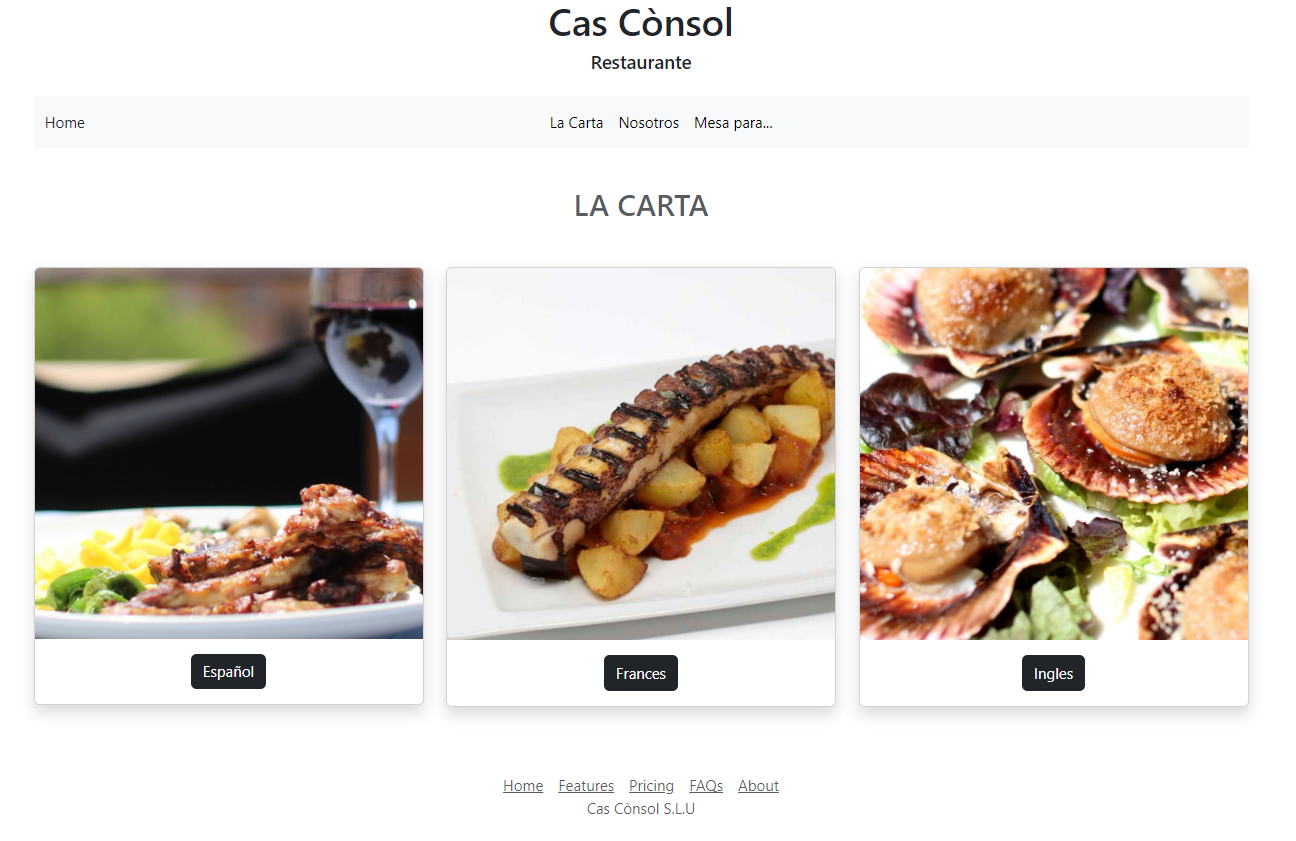 Cas Cònsol
Restaurante
Home La Carta Nosotros Mesa para...
LA CARTA
Español Frances Ingles
Home Features Pricing FAQs About
Cas Cònsol S.L.U